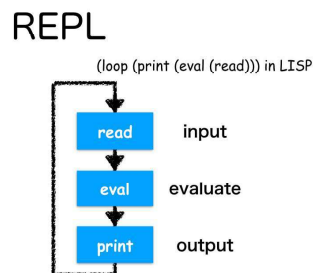 REPL
(loop (print (eval (read))) in LISP
read input
eval evaluate
print output